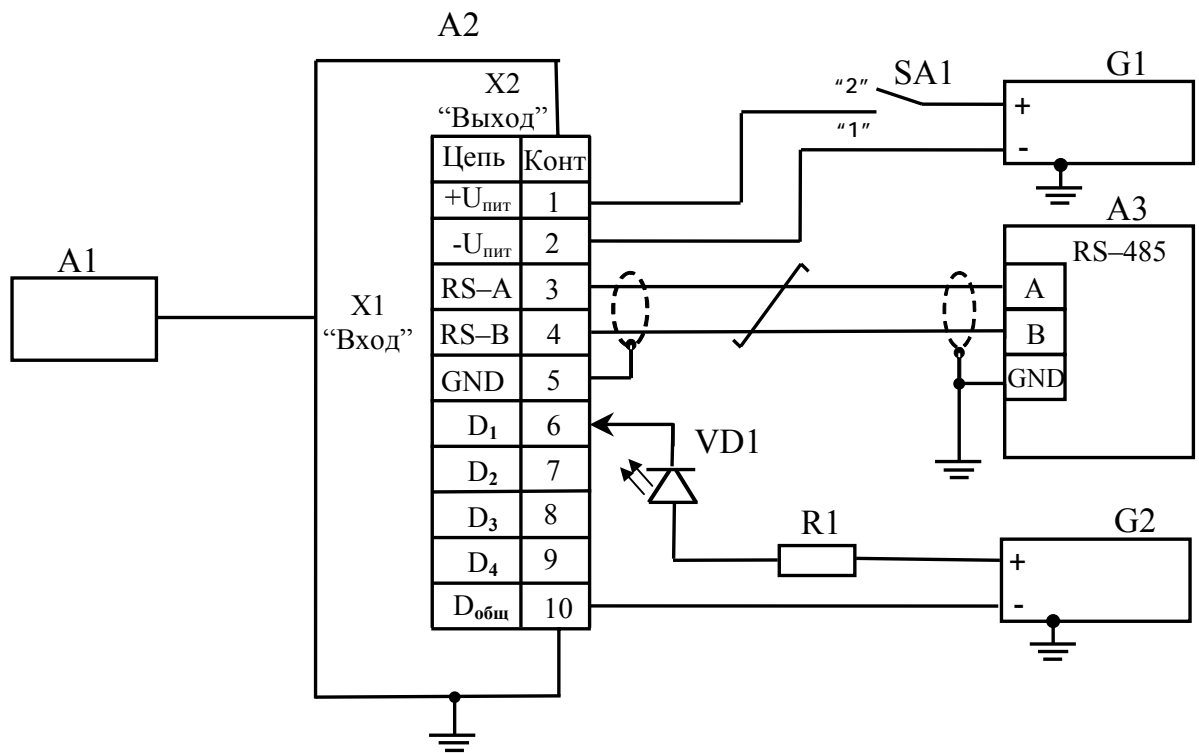 A2
X2
“Выход”
Цепь Конт
+Uпит 1
-Uпит 2
RS–A 3
RS–B 4
GND 5
D1 6
D2 7
D3 8
D4 9
Dобщ 10
A1
X1
“Вход”
“2”
SA1
“1”
G1
+
-
A3
RS–485
A
B
GND
VD1
R1
G2
+
-